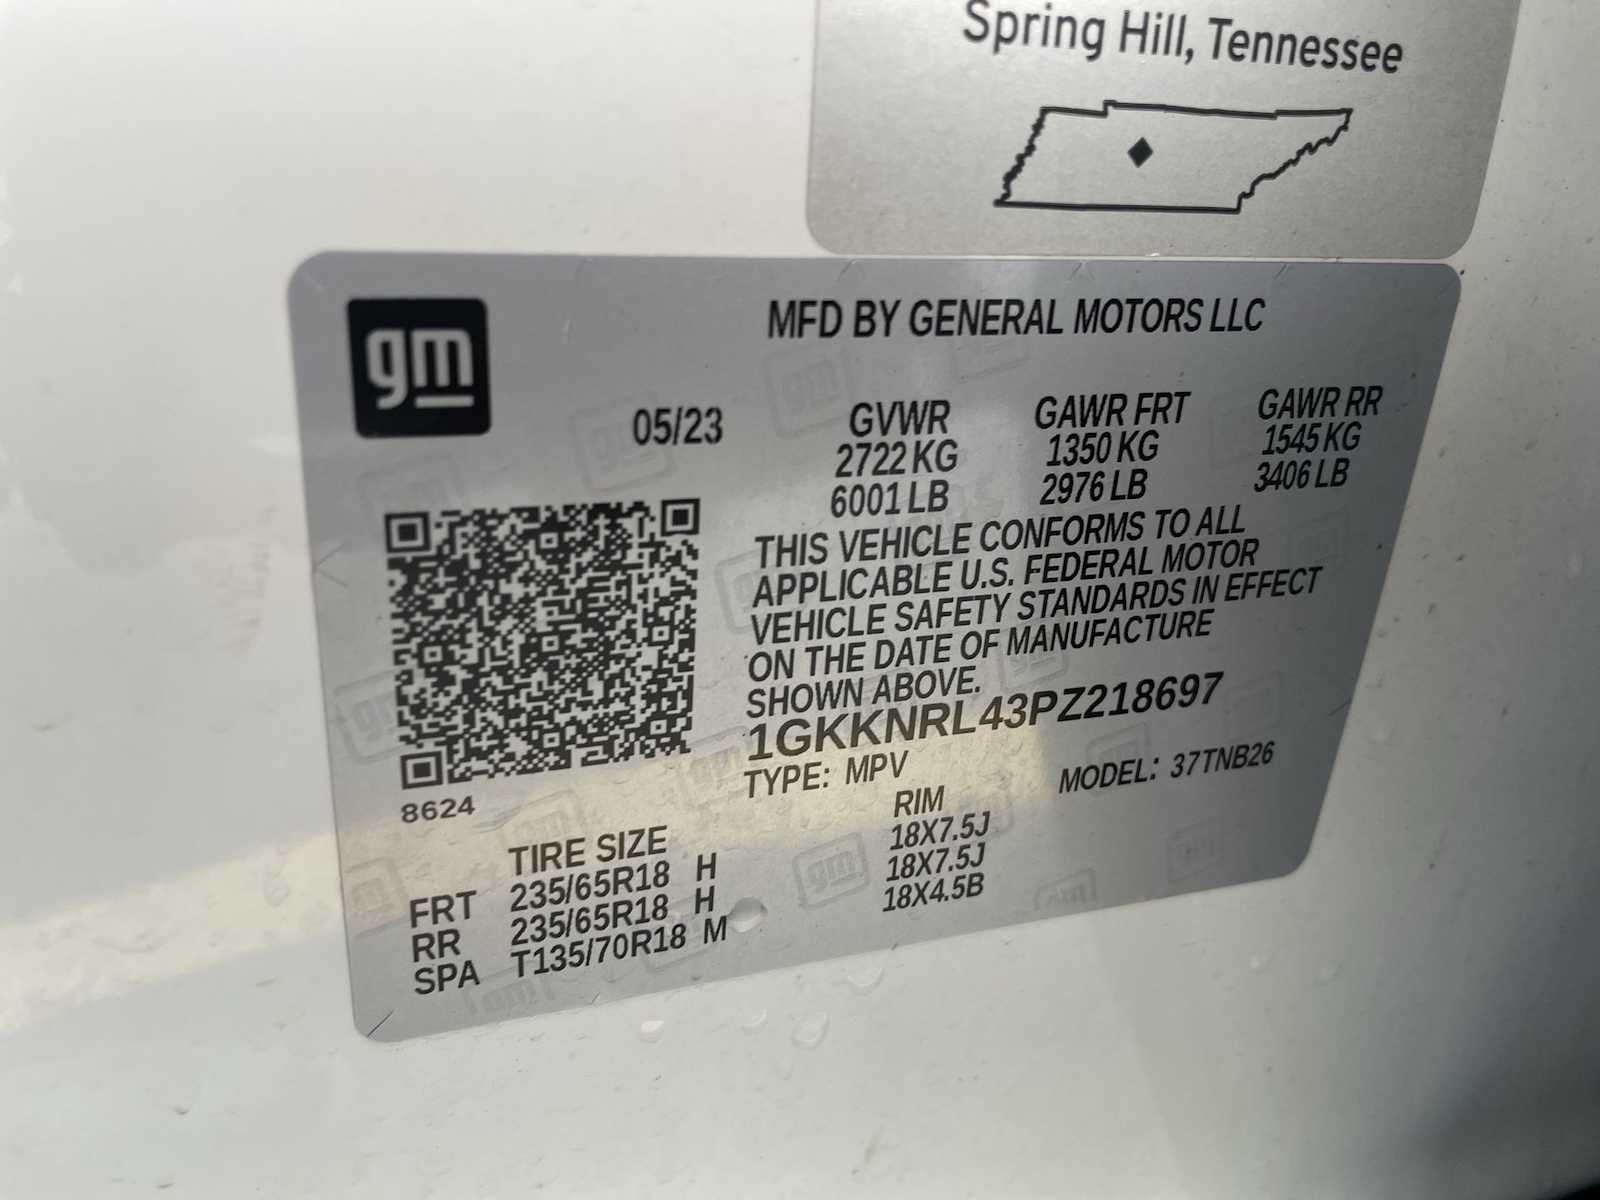 Spring Hill, Tennessee
gm
MFD BY GENERAL MOTORS LLC
05/23
GVWR GAWR FRT GAWR RR
2722 KG 1350 KG 1545 KG
6001 LB 2976 LB 3406 LB
THIS VEHICLE CONFORMS TO ALL
APPLICABLE U.S. FEDERAL MOTOR
VEHICLE SAFETY STANDARDS IN EFFECT
ON THE DATE OF MANUFACTURE
SHOWN ABOVE.
1GKKNRL43PZ218697
TYPE: MPV MODEL: 37TNB26
8624
TIRE SIZE RIM
FRT 235/65R18 H 18X7.5J
RR 235/65R18 H 18X7.5J
SPA T135/70R18 M 18X4.5B